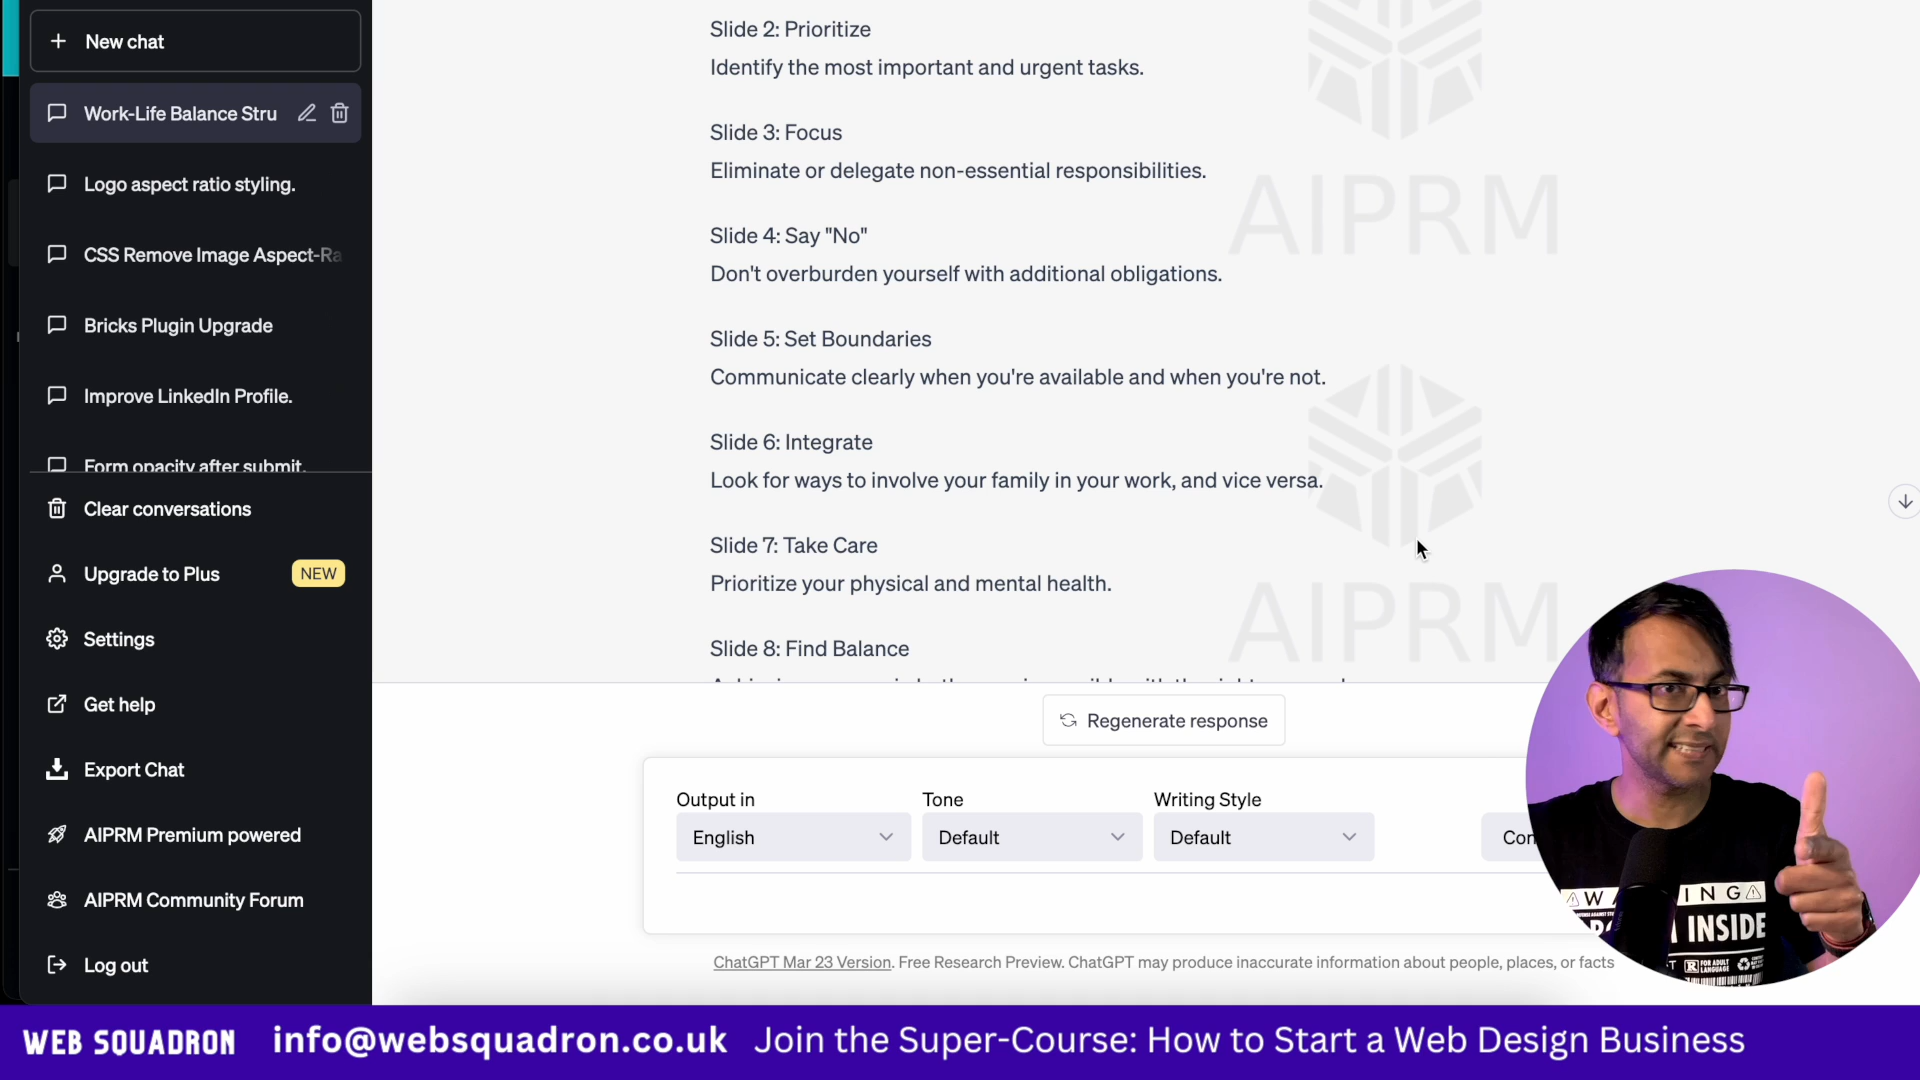 New chat
Work-Life Balance Stru
Logo aspect ratio styling.
CSS Remove Image Aspect-Ra
Bricks Plugin Upgrade
Improve LinkedIn Profile.
Form opacity after submit.
Clear conversations
Upgrade to Plus NEW
Settings
Get help
Export Chat
AIPRM Premium powered
AIPRM Community Forum
Log out
Slide 2: Prioritize
Identify the most important and urgent tasks.
Slide 3: Focus
Eliminate or delegate non-essential responsibilities.
AIPRM
Slide 4: Say "No"
Don't overburden yourself with additional obligations.
Slide 5: Set Boundaries
Communicate clearly when you're available and when you're not.
Slide 6: Integrate
Look for ways to involve your family in your work, and vice versa.
Slide 7: Take Care
Prioritize your physical and mental health.
AIPRM
Slide 8: Find Balance
Regenerate response
Output in Tone Writing Style
English Default Default Con
ChatGPT Mar 23 Version. Free Research Preview. ChatGPT may produce inaccurate information about people, places, or facts
INSIDE
WEB SQUADRON info@websquadron.co.uk Join the Super-Course: How to Start a Web Design Business